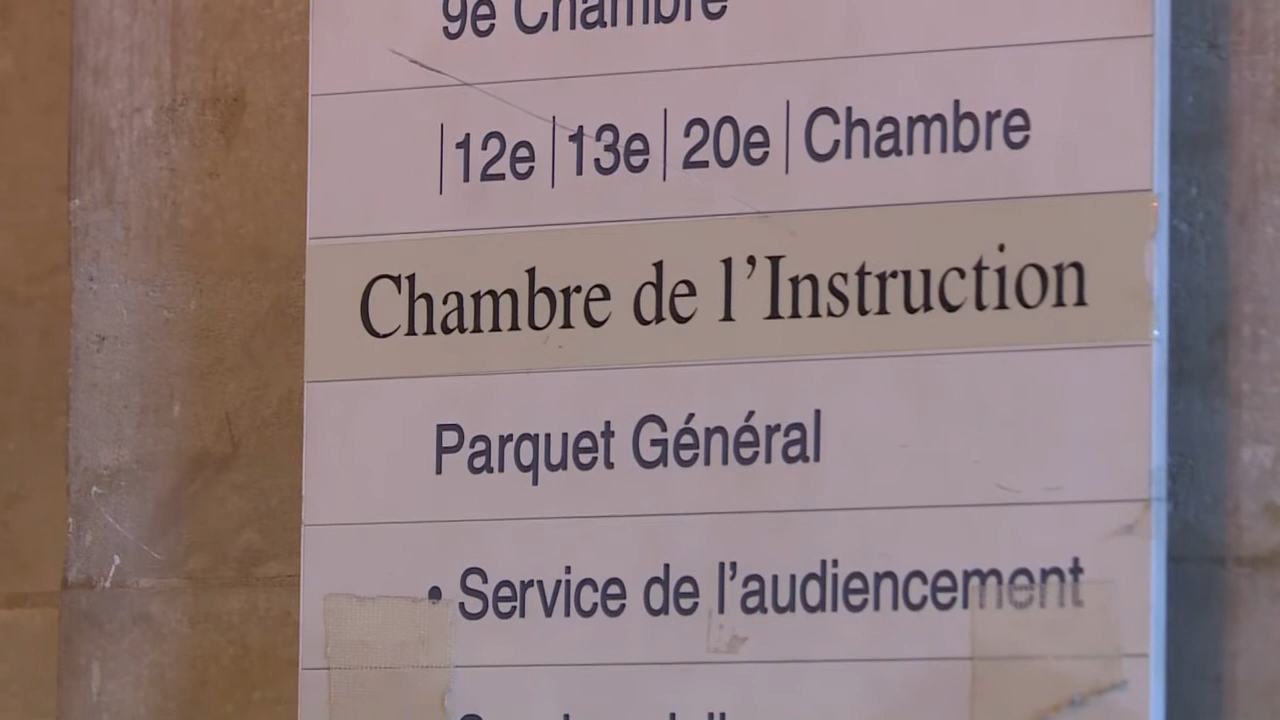 9e Chambre
|12e|13e|20e|Chambre
Chambre de l’Instruction
Parquet Général
• Service de l’audiencement